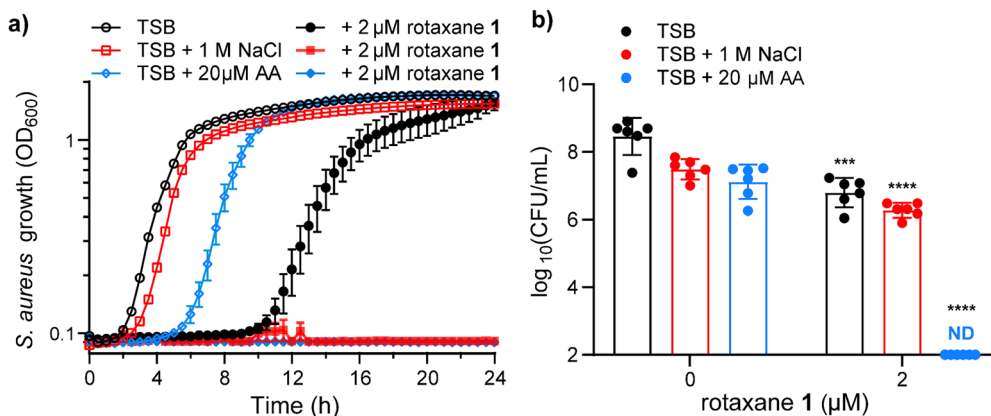 a)
TSB
TSB + 1 M NaCl
TSB + 20µM AA
+ 2 µM rotaxane 1
+ 2 µM rotaxane 1
+ 2 µM rotaxane 1
S. aureus growth (OD600)
1
0.1
0 4 8 12 16 20 24
Time (h)
b)
TSB
TSB + 1 M NaCl
TSB + 20 µM AA
log10(CFU/mL)
10
8
6
4
2
***
****
****
ND
0 2
rotaxane 1 (µM)